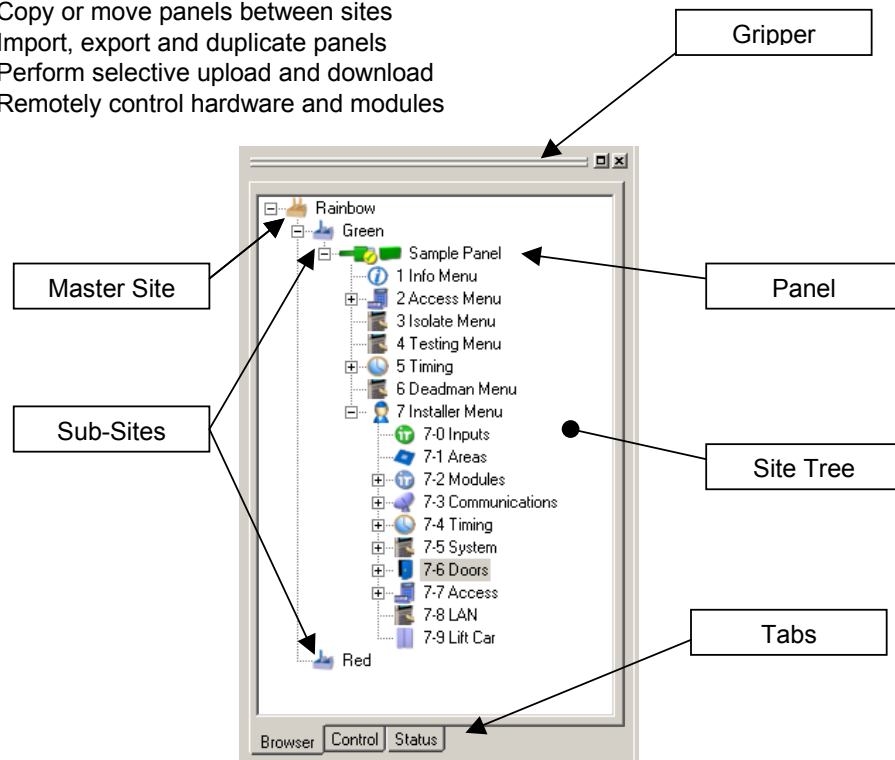 Copy or move panels between sites
Import, export and duplicate panels
Perform selective upload and download
Remotely control hardware and modules
Gripper
Rainbow
Green
Sample Panel
Master Site
Panel
1 Info Menu
2 Access Menu
3 Isolate Menu
4 Testing Menu
5 Timing
6 Deadman Menu
7 Installer Menu
Sub-Sites
7-0 Inputs
7-1 Areas
Site Tree
7-2 Modules
7-3 Communications
7-4 Timing
7-5 System
7-6 Doors
7-7 Access
7-8 LAN
7-9 Lift Car
Tabs
Red
Browser Control Status